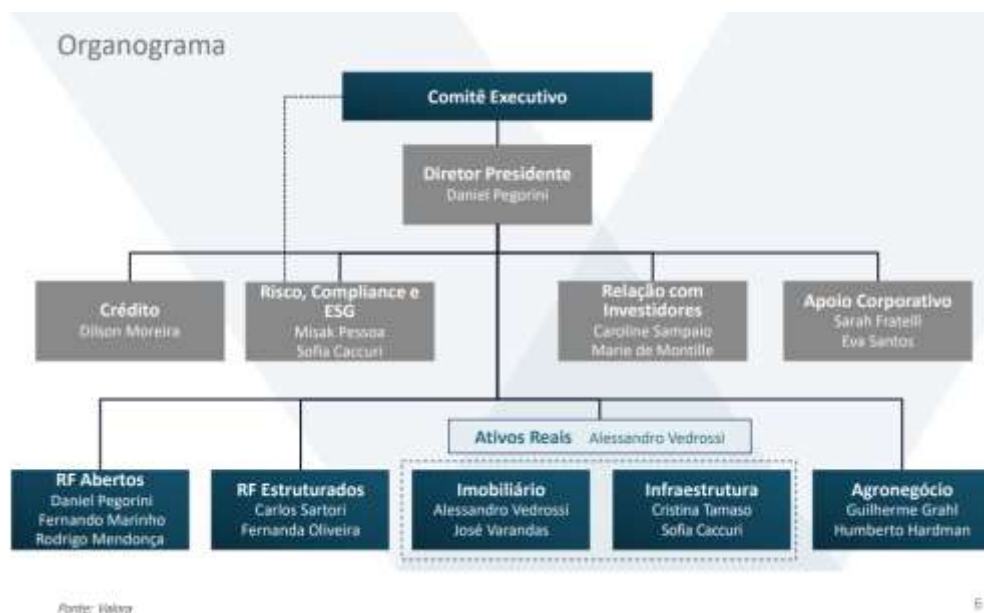 Organograma
Comitê Executivo
Diretor Presidente
Daniel Pegorini
Crédito
Dilson Moreira
Risco, Compliance e
ESG
Misak Pessoa
Sofia Caccuri
Relação com
Investidores
Caroline Sampaio
Marie de Montille
Apoio Corporativo
Sarah Fratelli
Eva Santos
Ativos Reais Alessandro Vedrossi
RF Abertos
Daniel Pegorini
Fernando Marinho
Rodrigo Mendonça
RF Estruturados
Carlos Sartori
Fernanda Oliveira
Imobiliário
Alessandro Vedrossi
José Varandas
Infraestrutura
Cristina Tamaso
Sofia Caccuri
Agronegócio
Guilherme Grahl
Humberto Hardman
Fonte: Valora
6